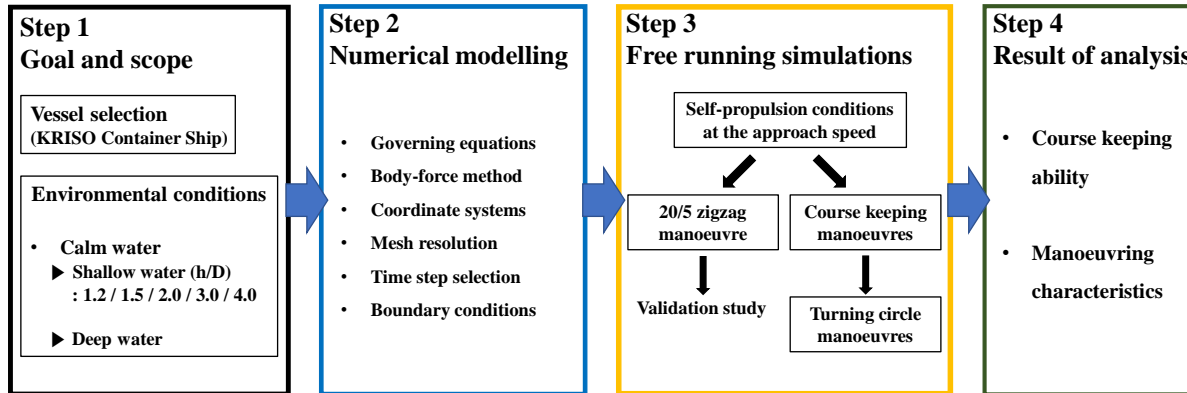 Step 1
Goal and scope
Vessel selection
(KRISO Container Ship)
Environmental conditions
• Calm water
▶ Shallow water (h/D)
: 1.2 / 1.5 / 2.0 / 3.0 / 4.0
▶ Deep water
Step 2
Numerical modelling
• Governing equations
• Body-force method
• Coordinate systems
• Mesh resolution
• Time step selection
• Boundary conditions
Step 3
Free running simulations
Self-propulsion conditions
at the approach speed
20/5 zigzag
manoeuvre
Validation study
Course keeping
manoeuvres
Turning circle
manoeuvres
Step 4
Result of analysis
• Course keeping
ability
• Manoeuvring
characteristics